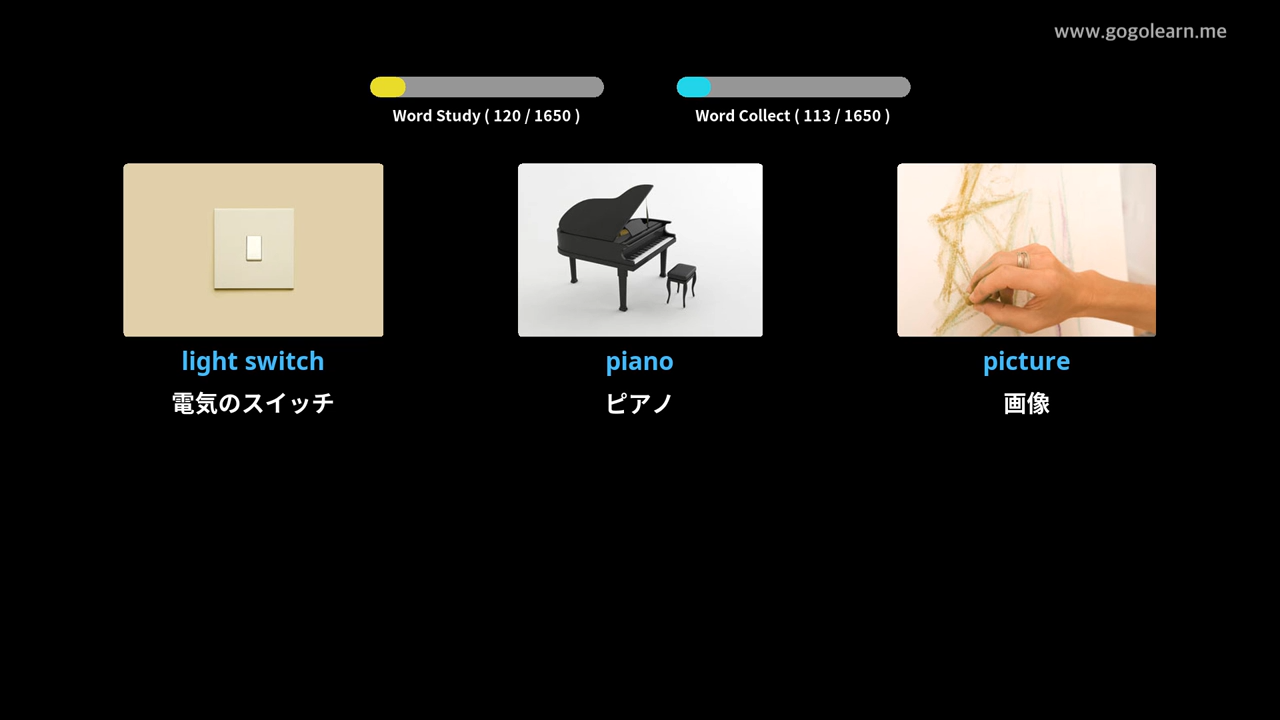 www.gogolearn.me
Word Study ( 120 / 1650 )
Word Collect ( 113 / 1650 )
light switch
piano
picture
電気のスイッチ
ピアノ
画像